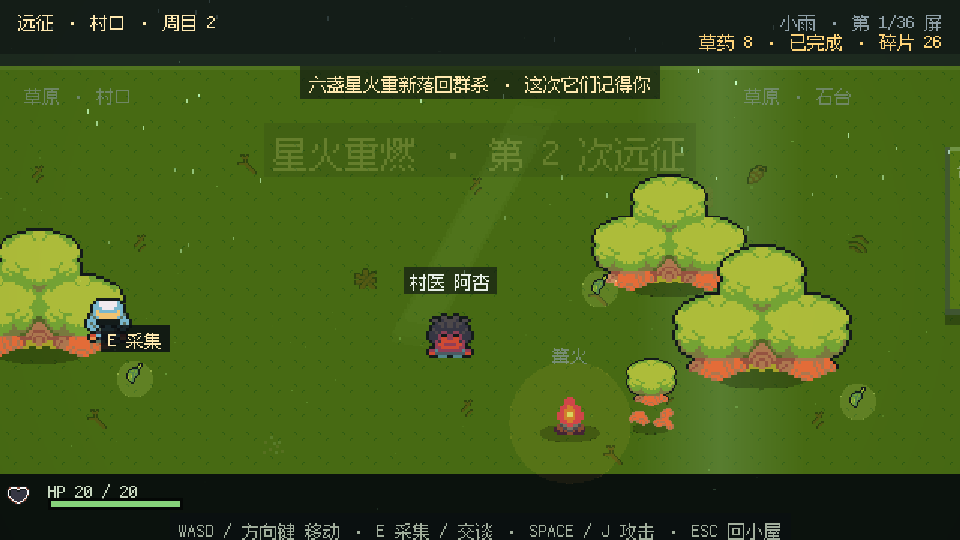 远征 · 村口 · 周目 2
小雨 · 第 1/36 屏
草药 8 · 已完成 · 碎片 26
六盏星火重新落回群系 · 这次它们记得你
草原 · 村口
草原 · 石台
星火重燃 · 第 2 次远征
村医 阿杏
E 采集
篝火
HP 20 / 20
WASD / 方向键 移动 · E 采集 / 交谈 · SPACE / J 攻击 · ESC 回小屋